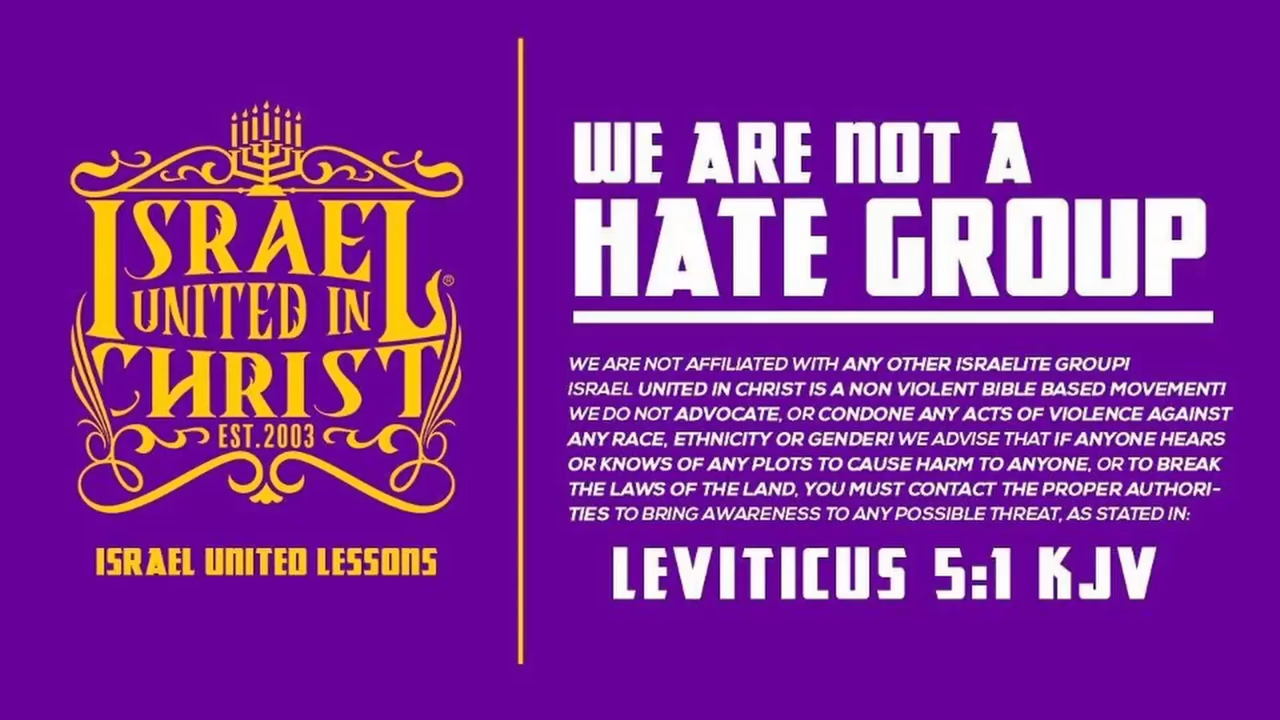 ISRAEL
UNITED IN
CHRIST
®
EST. 2003
ISRAEL UNITED LESSONS
WE ARE NOT A
HATE GROUP
WE ARE NOT AFFILIATED WITH ANY OTHER ISRAELITE GROUP!
ISRAEL UNITED IN CHRIST IS A NON VIOLENT BIBLE BASED MOVEMENT!
WE DO NOT ADVOCATE, OR CONDONE ANY ACTS OF VIOLENCE AGAINST
ANY RACE, ETHNICITY OR GENDER! WE ADVISE THAT IF ANYONE HEARS
OR KNOWS OF ANY PLOTS TO CAUSE HARM TO ANYONE, OR TO BREAK
THE LAWS OF THE LAND, YOU MUST CONTACT THE PROPER AUTHORI-
TIES TO BRING AWARENESS TO ANY POSSIBLE THREAT, AS STATED IN:
LEVITICUS 5:1 KJV